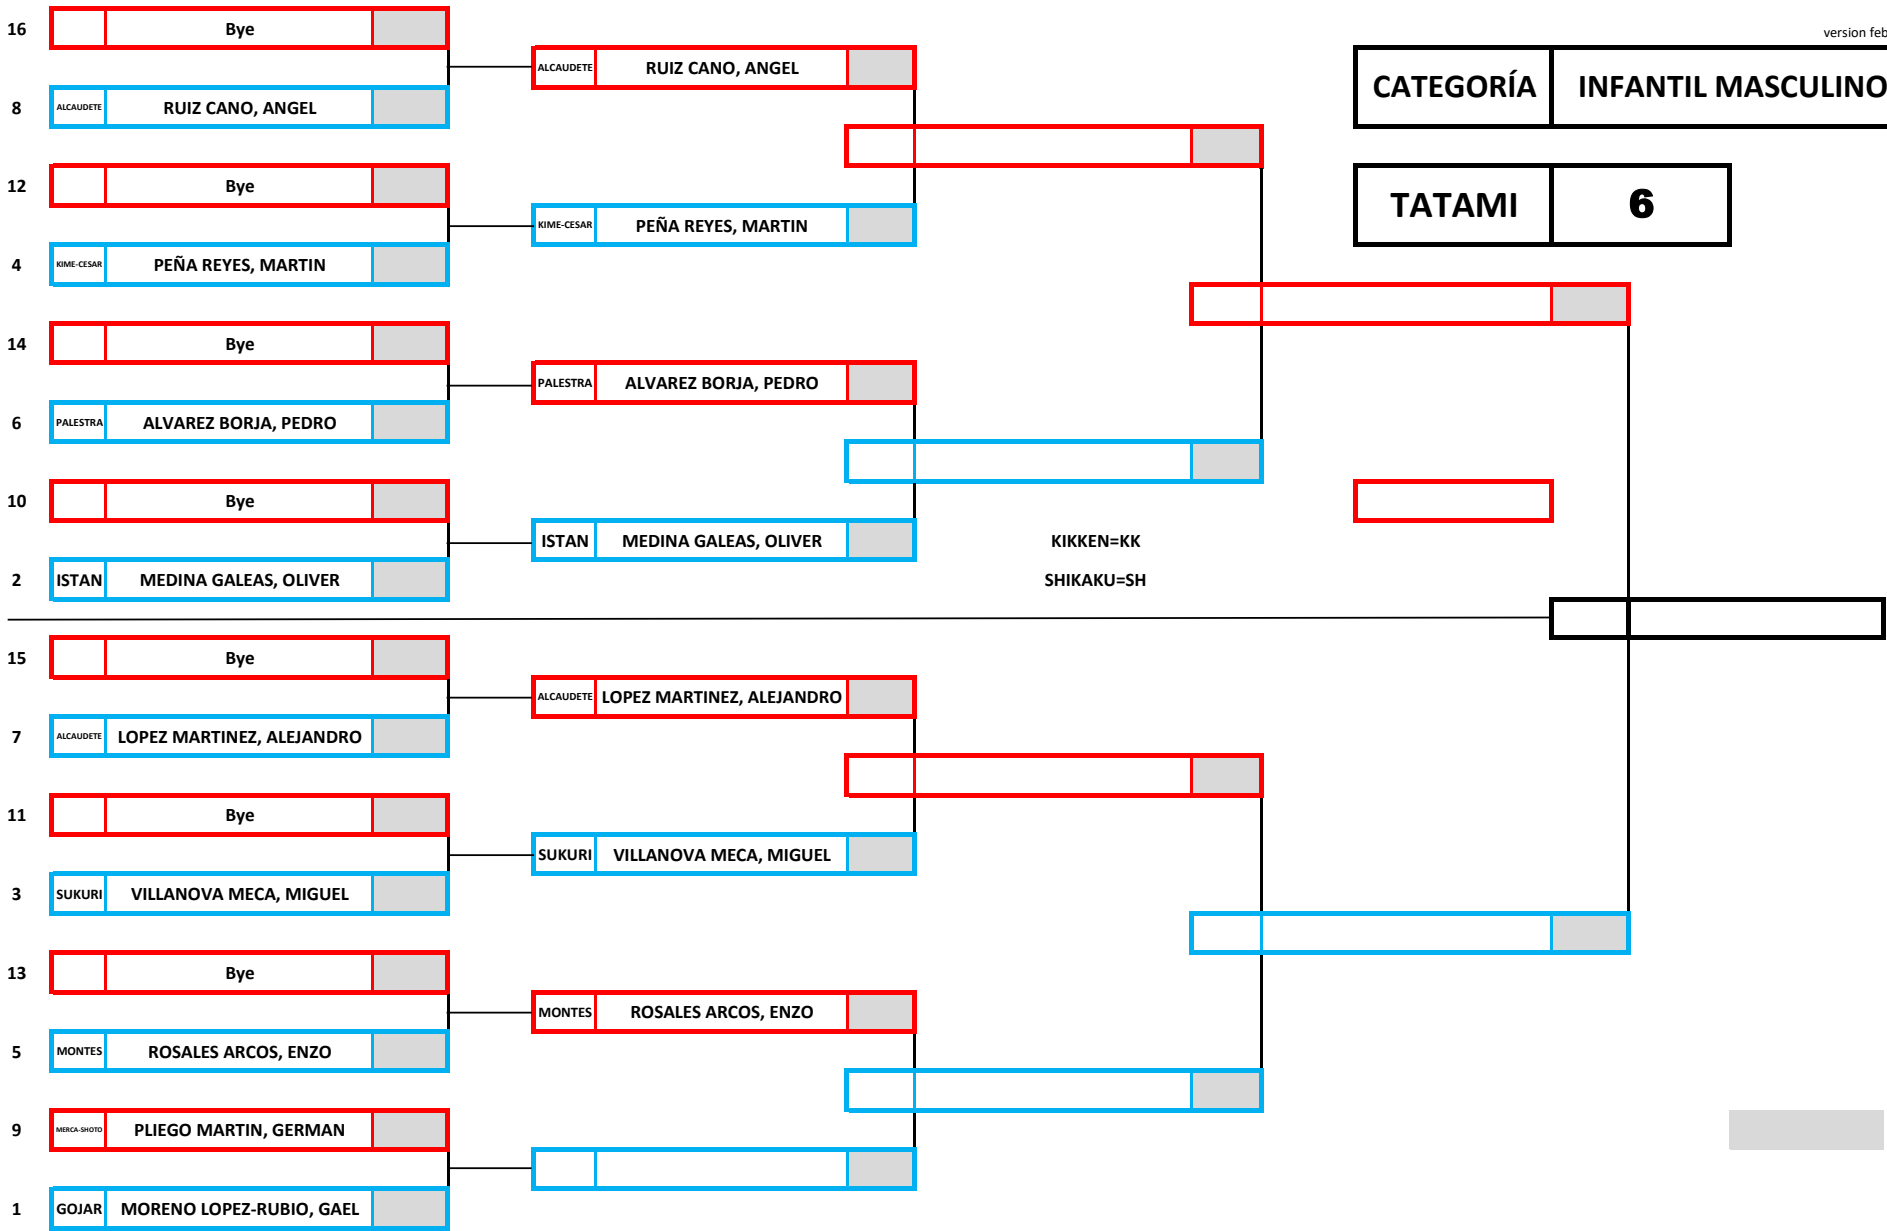 version feb
CATEGORÍA INFANTIL MASCULINO
TATAMI 6
16 Bye
ALCAUDETE RUIZ CANO, ANGEL
8 ALCAUDETE RUIZ CANO, ANGEL
12 Bye
KIME-CESAR PEÑA REYES, MARTIN
4 KIME-CESAR PEÑA REYES, MARTIN
14 Bye
PALESTRA ALVAREZ BORJA, PEDRO
6 PALESTRA ALVAREZ BORJA, PEDRO
10 Bye
ISTAN MEDINA GALEAS, OLIVER
KIKKEN=KK
2 ISTAN MEDINA GALEAS, OLIVER
SHIKAKU=SH
15 Bye
ALCAUDETE LOPEZ MARTINEZ, ALEJANDRO
7 ALCAUDETE LOPEZ MARTINEZ, ALEJANDRO
11 Bye
SUKURI VILLANOVA MECA, MIGUEL
3 SUKURI VILLANOVA MECA, MIGUEL
13 Bye
MONTES ROSALES ARCOS, ENZO
5 MONTES ROSALES ARCOS, ENZO
9 MERCA-SHOTO PLIEGO MARTIN, GERMAN
1 GOJAR MORENO LOPEZ-RUBIO, GAEL